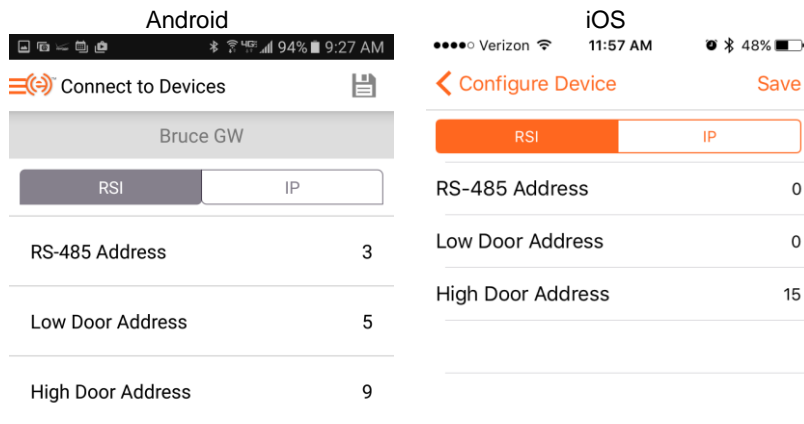 Android
94% 9:27 AM
Connect to Devices
Bruce GW
RSI IP
RS-485 Address 3
Low Door Address 5
High Door Address 9
iOS
Verizon 11:57 AM 48%
Configure Device Save
RSI IP
RS-485 Address 0
Low Door Address 0
High Door Address 15